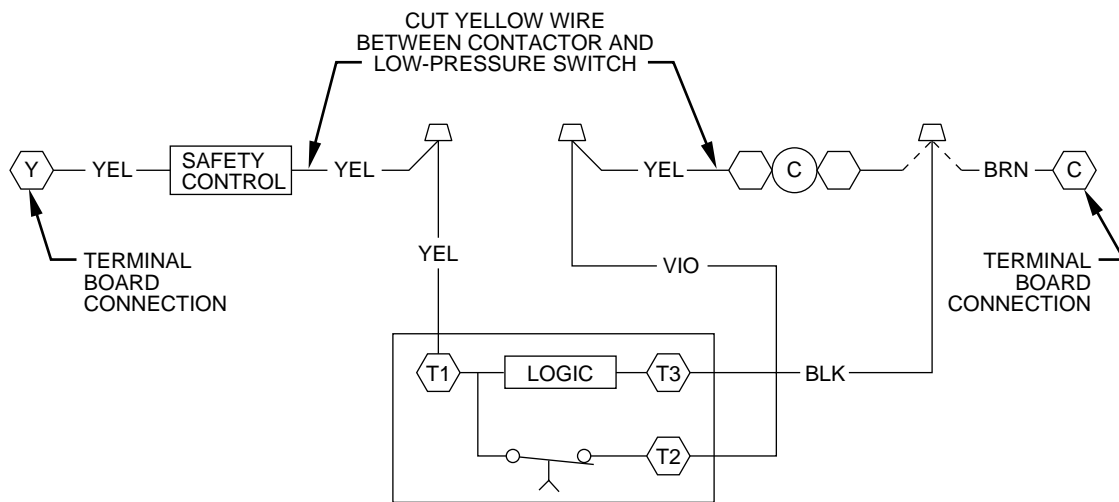 CUT YELLOW WIRE
BETWEEN CONTACTOR AND
LOW-PRESSURE SWITCH
Y
YEL
SAFETY
CONTROL
YEL
YEL
C
BRN
C
TERMINAL
BOARD
CONNECTION
YEL
VIO
TERMINAL
BOARD
CONNECTION
T1
LOGIC
T3
BLK
T2